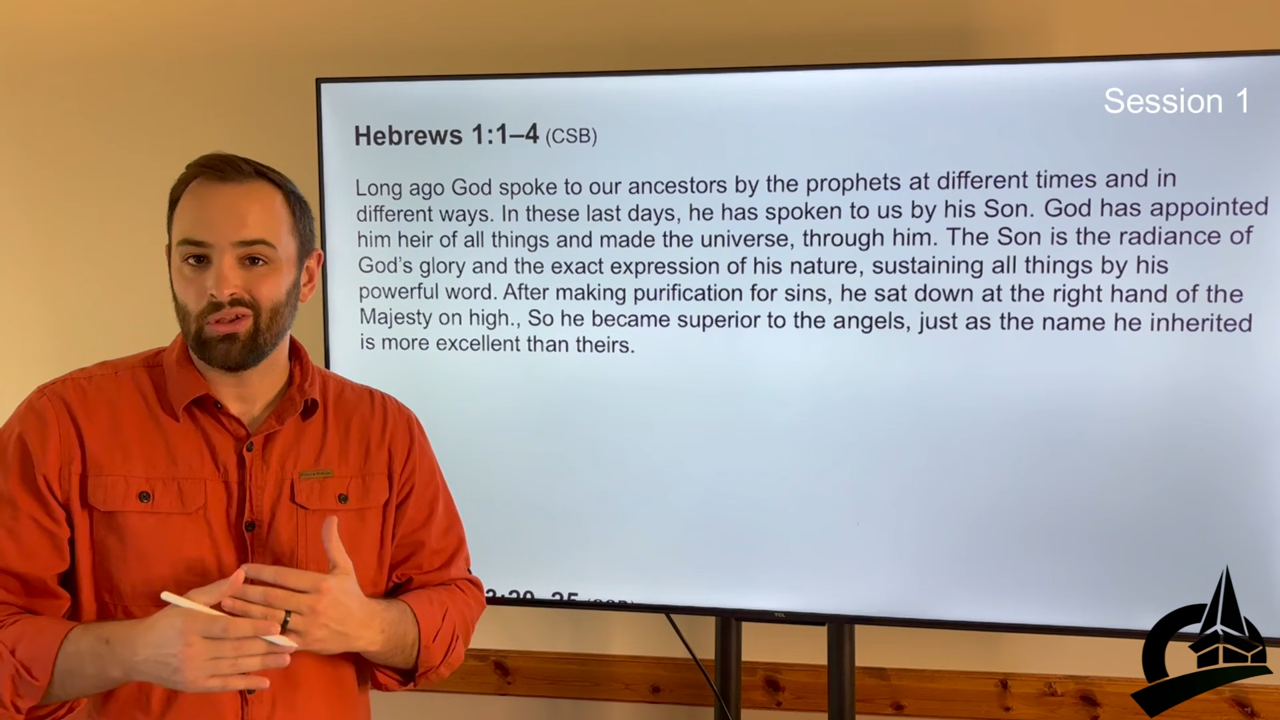 Session 1
Hebrews 1:1–4 (CSB)
Long ago God spoke to our ancestors by the prophets at different times and in
different ways. In these last days, he has spoken to us by his Son. God has appointed
him heir of all things and made the universe, through him. The Son is the radiance of
God's glory and the exact expression of his nature, sustaining all things by his
powerful word. After making purification for sins, he sat down at the right hand of the
Majesty on high., So he became superior to the angels, just as the name he inherited
is more excellent than theirs.
TCL